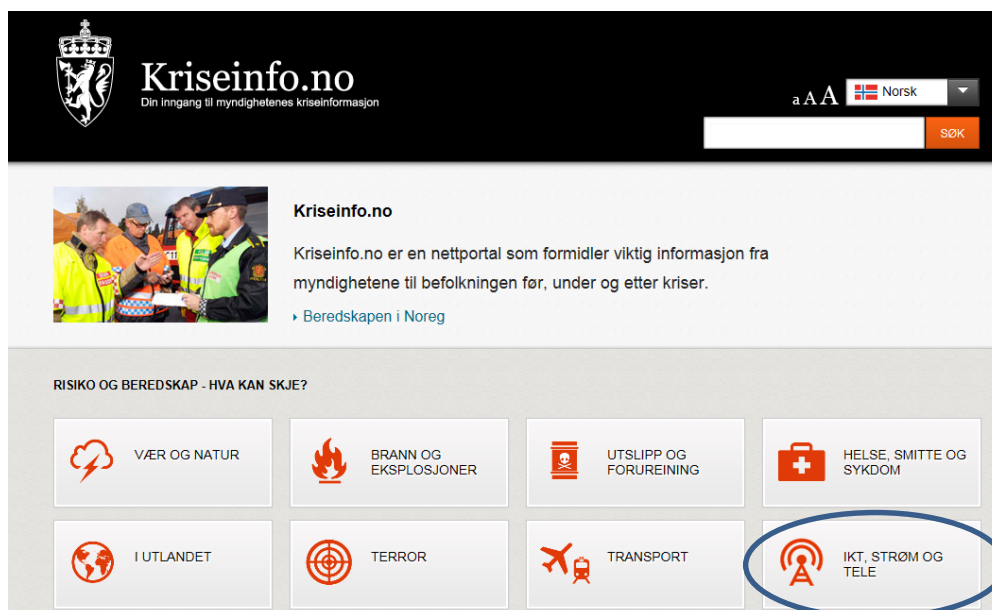 Kriseinfo.no
Din inngang til myndighetenes kriseinformasjon
a A A
Norsk
SØK
Kriseinfo.no
Kriseinfo.no er en nettportal som formidler viktig informasjon fra
myndighetene til befolkningen før, under og etter kriser.
Beredskapen i Noreg
RISIKO OG BEREDSKAP - HVA KAN SKJE?
VÆR OG NATUR
BRANN OG
EKSPLOSJONER
UTSLIPP OG
FORUREINING
HELSE, SMITTE OG
SYKDOM
I UTLANDET
TERROR
TRANSPORT
IKT, STRØM OG
TELE